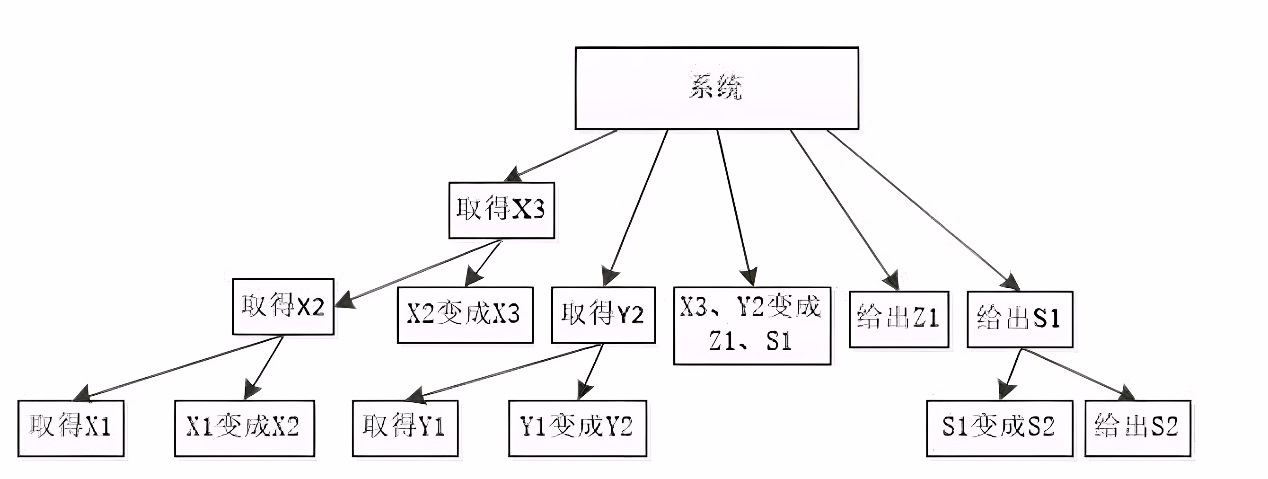 系统
取得X3
取得X2
X2变成X3
取得Y2
X3、Y2变成
Z1、S1
给出Z1
给出S1
取得X1
X1变成X2
取得Y1
Y1变成Y2
S1变成S2
给出S2